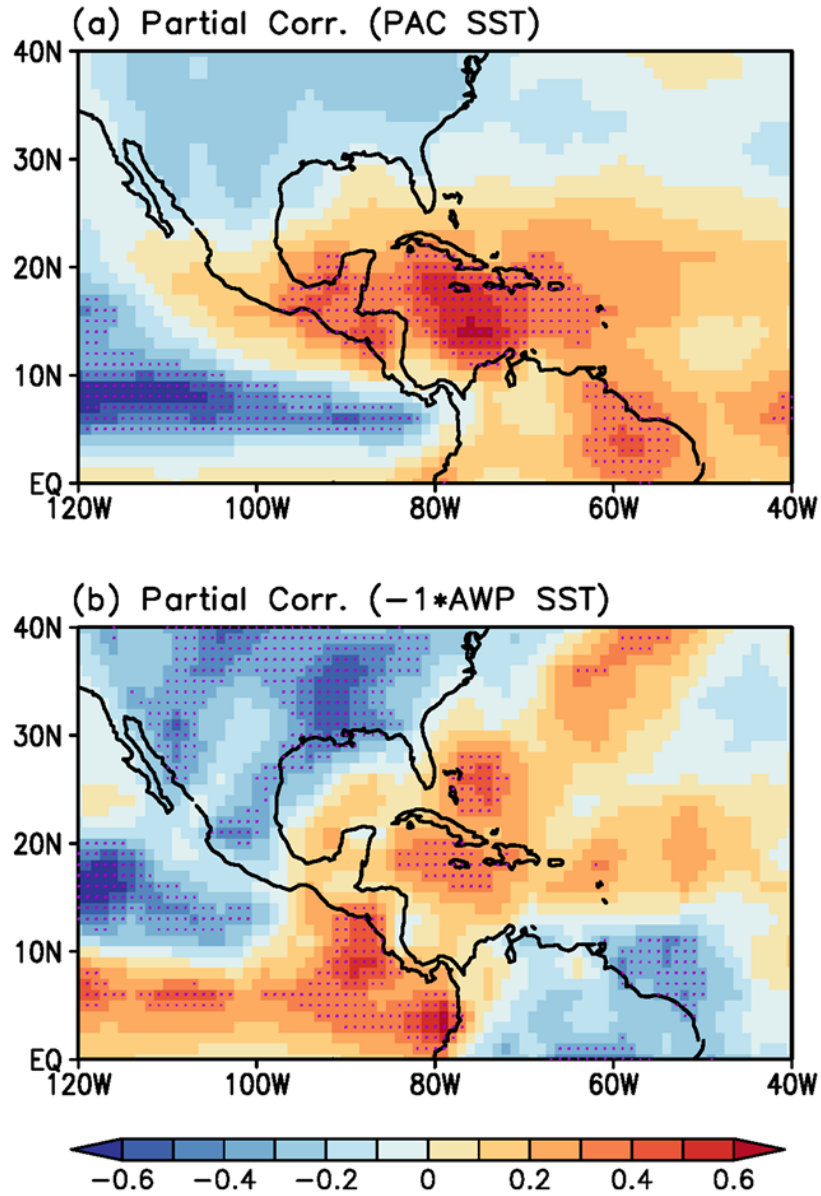 (a) Partial Corr. (PAC SST)
40N
30N
20N
10N
EQ
120W 100W 80W 60W 40W
(b) Partial Corr. (−1*AWP SST)
40N
30N
20N
10N
EQ
120W 100W 80W 60W 40W
−0.6 −0.4 −0.2 0 0.2 0.4 0.6